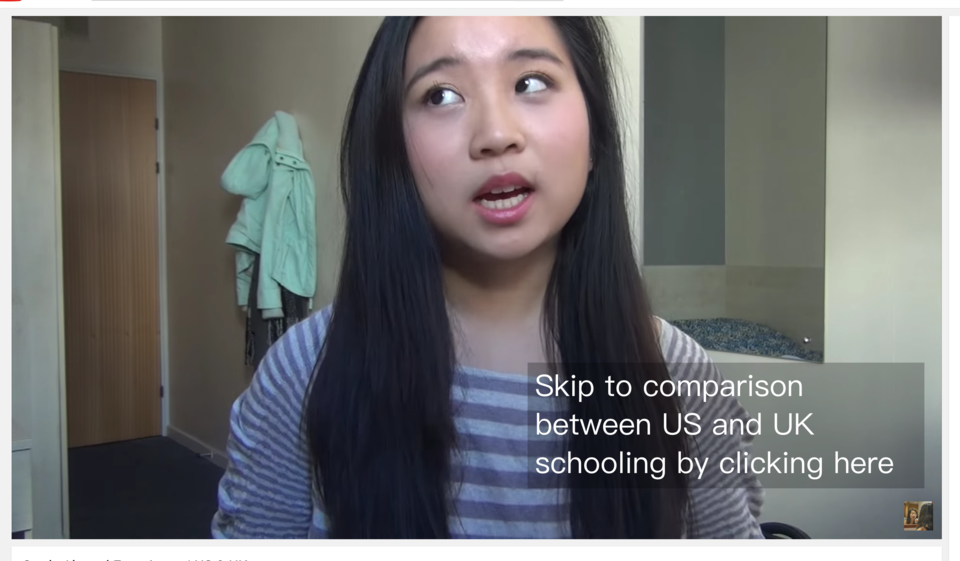 Skip to comparison
between US and UK
schooling by clicking here